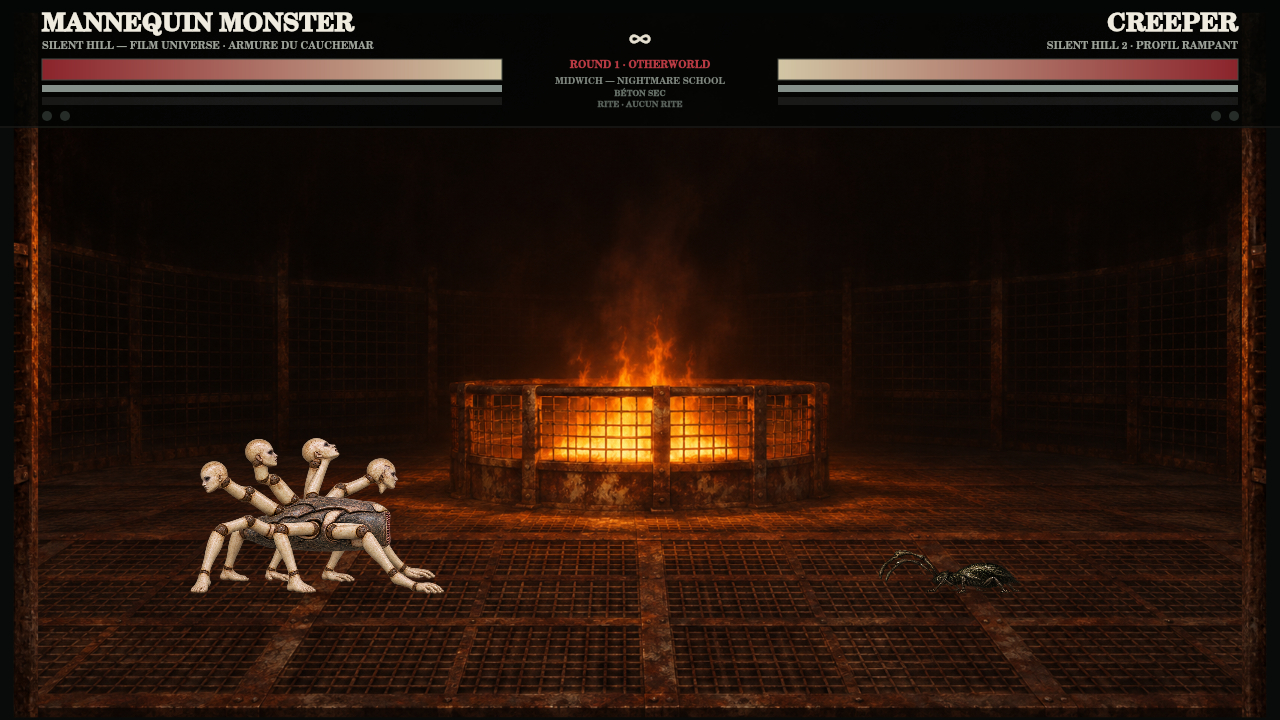 MANNEQUIN MONSTER
SILENT HILL — FILM UNIVERSE · ARMURE DU CAUCHEMAR
∞
ROUND 1 · OTHERWORLD
MIDWICH — NIGHTMARE SCHOOL
BÉTON SEC
RITE · AUCUN RITE
CREEPER
SILENT HILL 2 · PROFIL RAMPANT